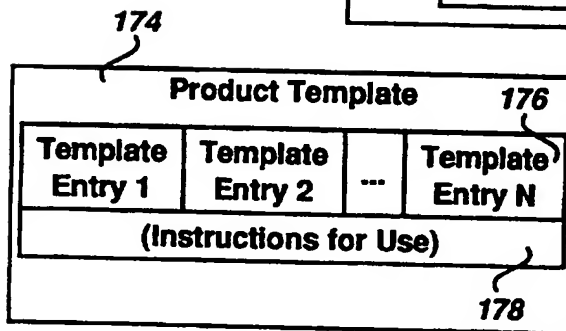 174
Product Template 176
Template Template ... Template
Entry 1 Entry 2 Entry N
(Instructions for Use)
178